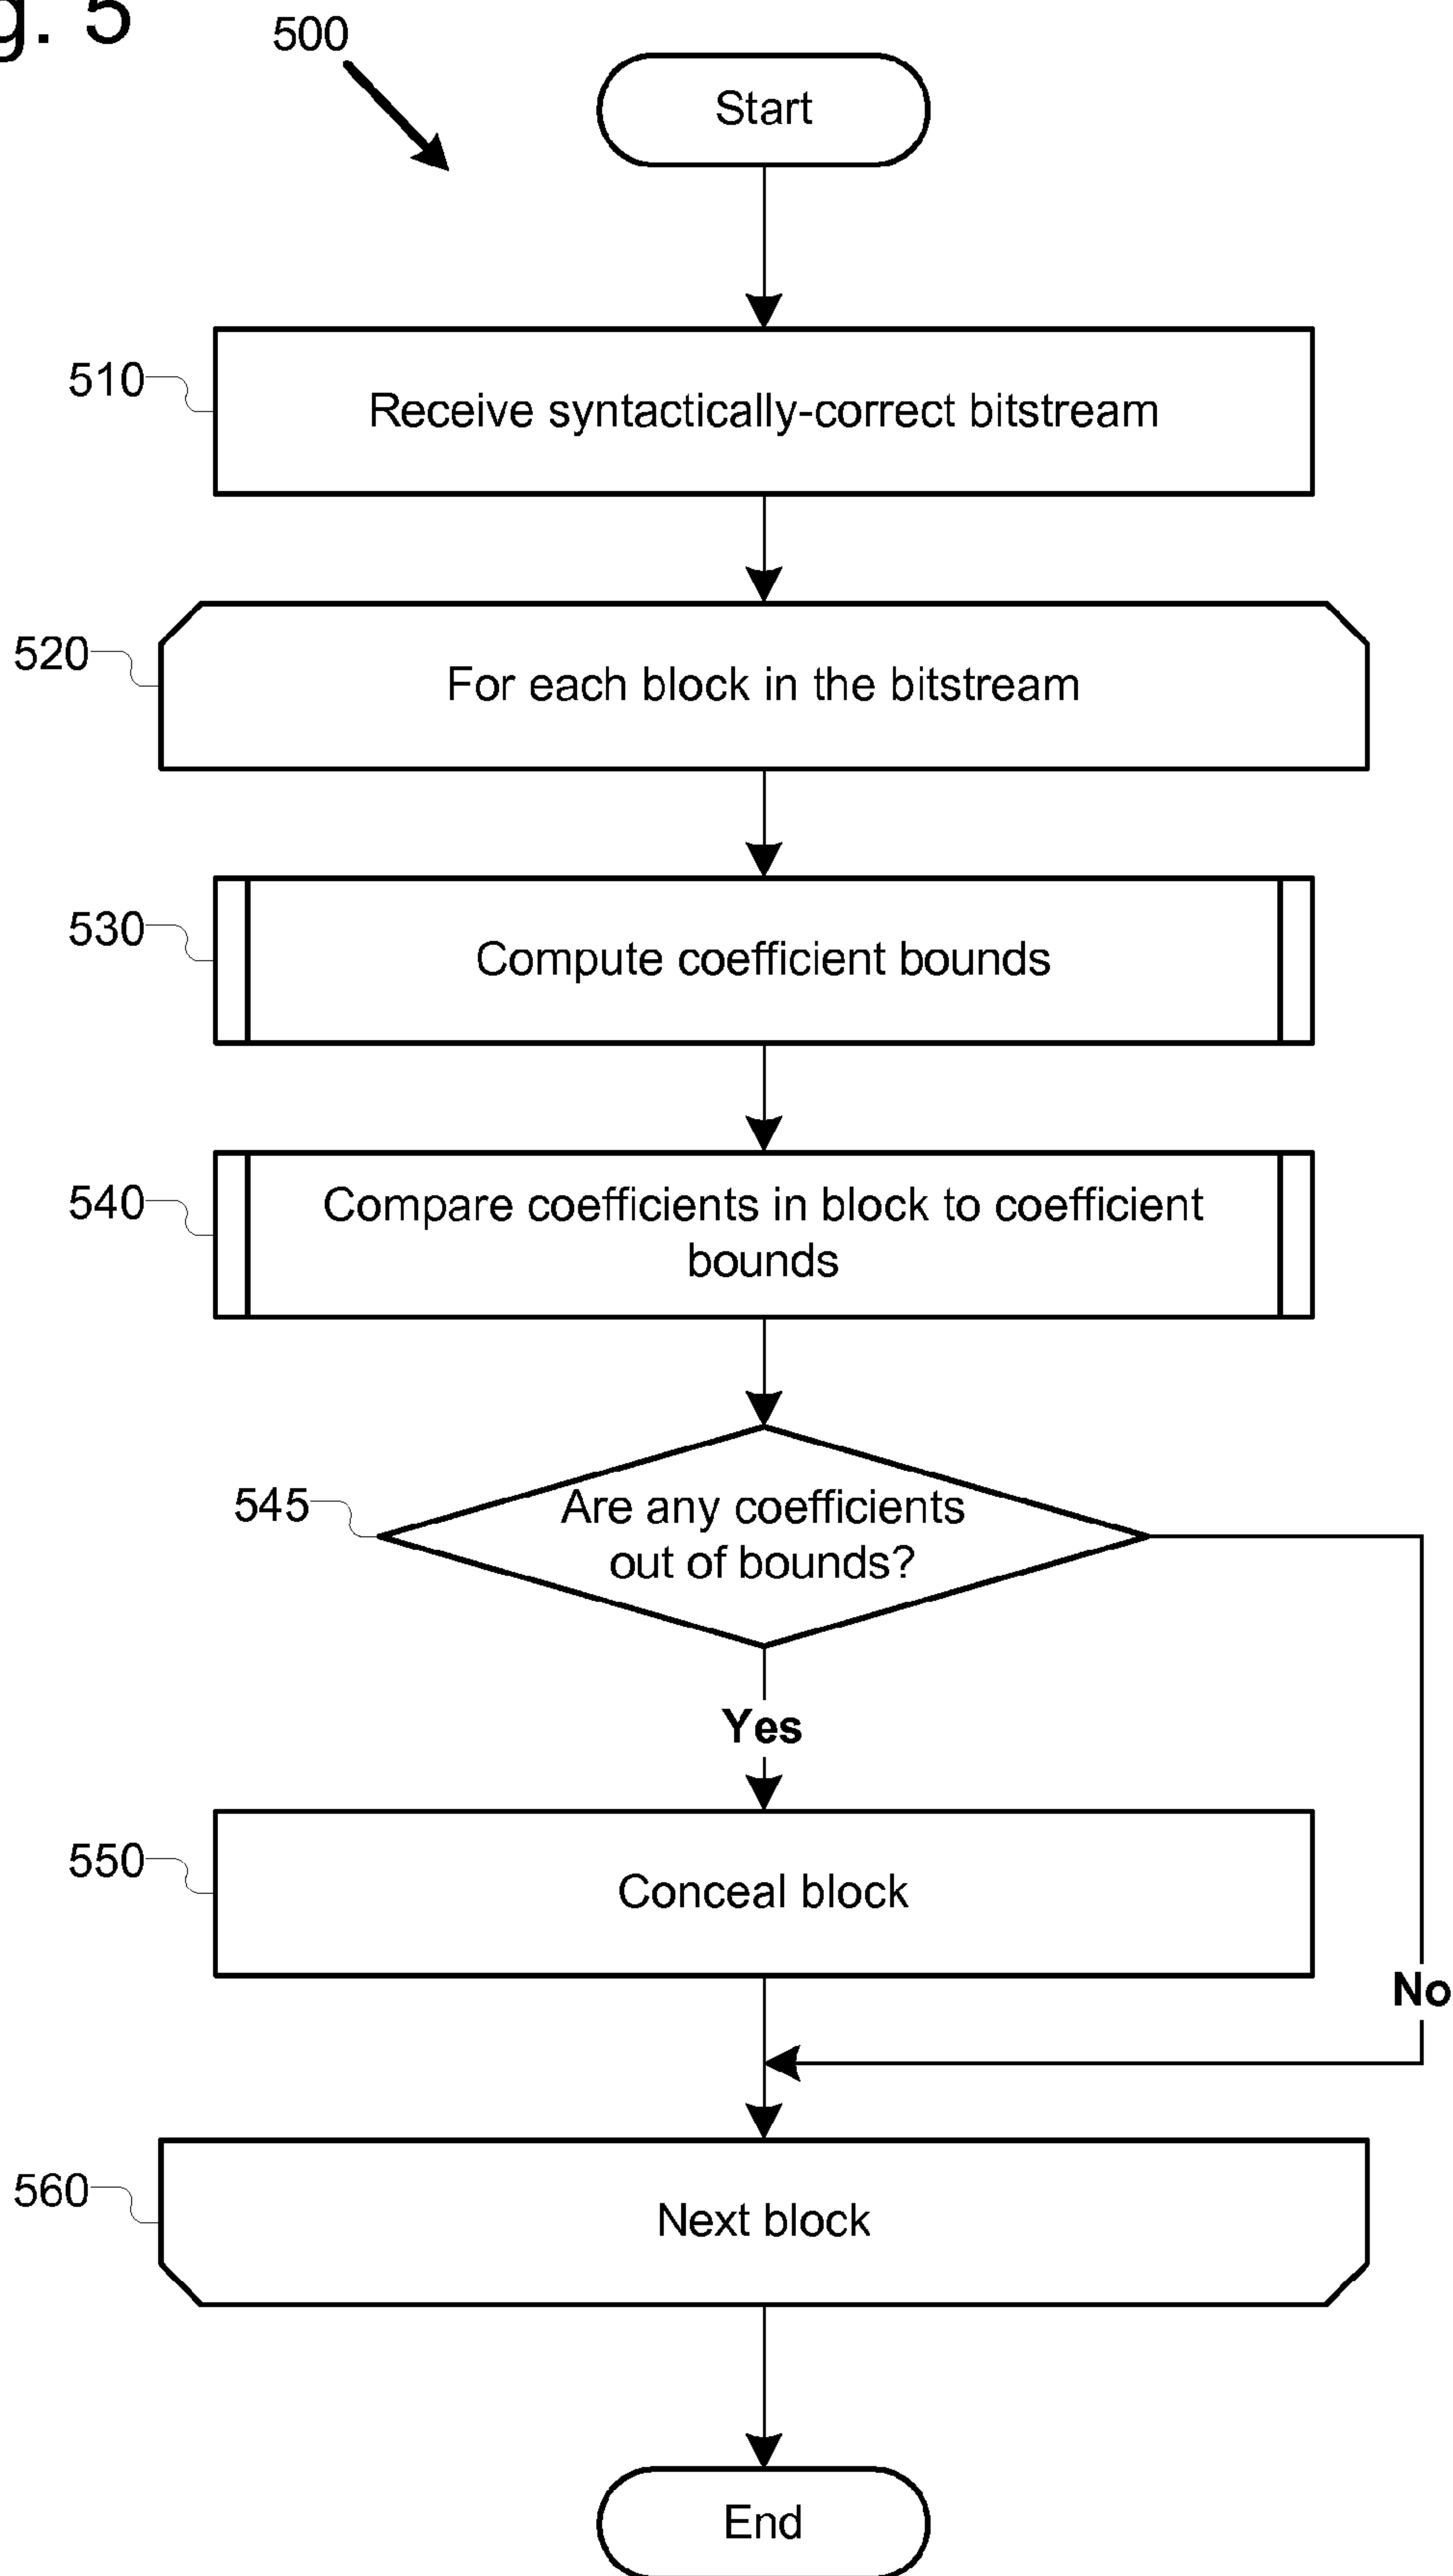 g. 5
500
Start
510
Receive syntactically-correct bitstream
520
For each block in the bitstream
530
Compute coefficient bounds
540
Compare coefficients in block to coefficient
bounds
545
Are any coefficients
out of bounds?
Yes
550
Conceal block
No
560
Next block
End